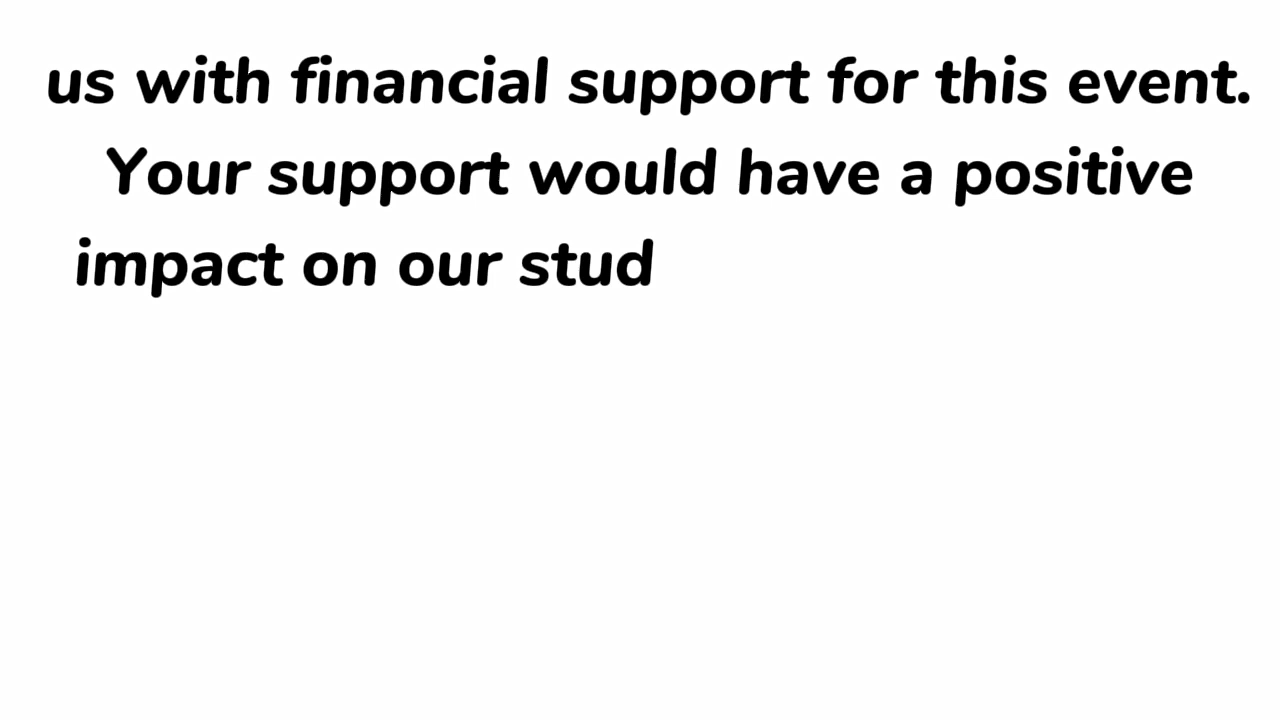 us with financial support for this event.
Your support would have a positive
impact on our stud